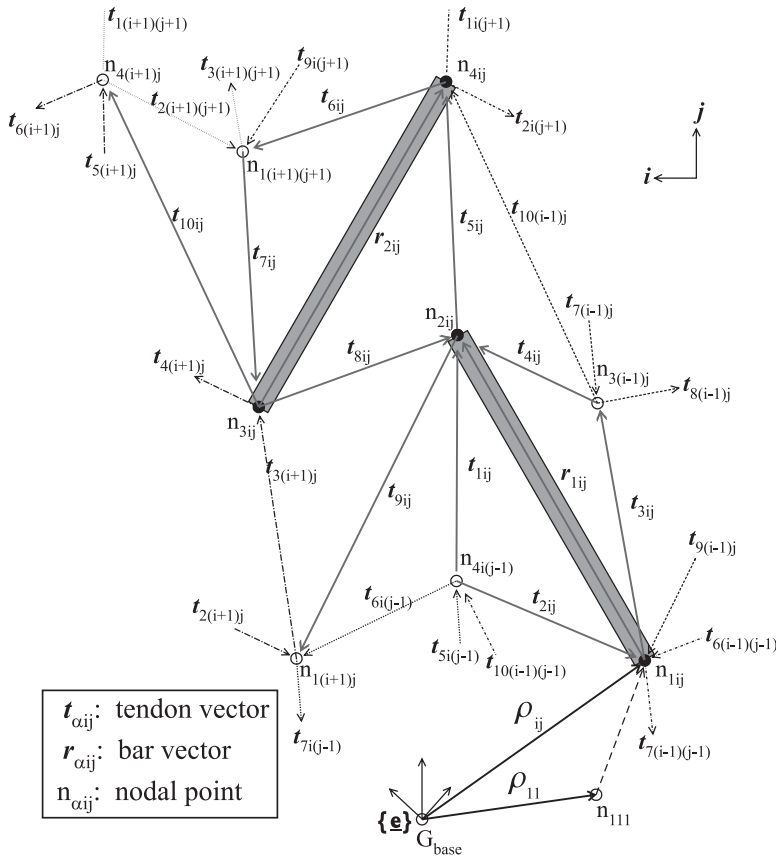 t1(i+1)(j+1)
t1i(j+1)
n4(i+1)j
t3(i+1)(j+1)
t9i(j+1)
n4ij
t6(i+1)j
t2(i+1)(j+1)
t6ij
t2i(j+1)
t5(i+1)j
n1(i+1)(j+1)
j
i
t10ij
t7ij
r2ij
t5ij
t10(i-1)j
t7(i-1)j
n2ij
t4(i+1)j
t8ij
t4ij
n3(i-1)j
t8(i-1)j
n3ij
t3(i+1)j
t9ij
t1ij
r1ij
t3ij
n4i(j-1)
t9(i-1)j
t2(i+1)j
t6i(j-1)
t2ij
t6(i-1)(j-1)
t5i(j-1)
t10(i-1)(j-1)
n1(i+1)j
n1ij
t7i(j-1)
t7(i-1)(j-1)
tαij: tendon vector
rαij: bar vector
nαij: nodal point
ρij
ρ11
n111
{e}
Gbase